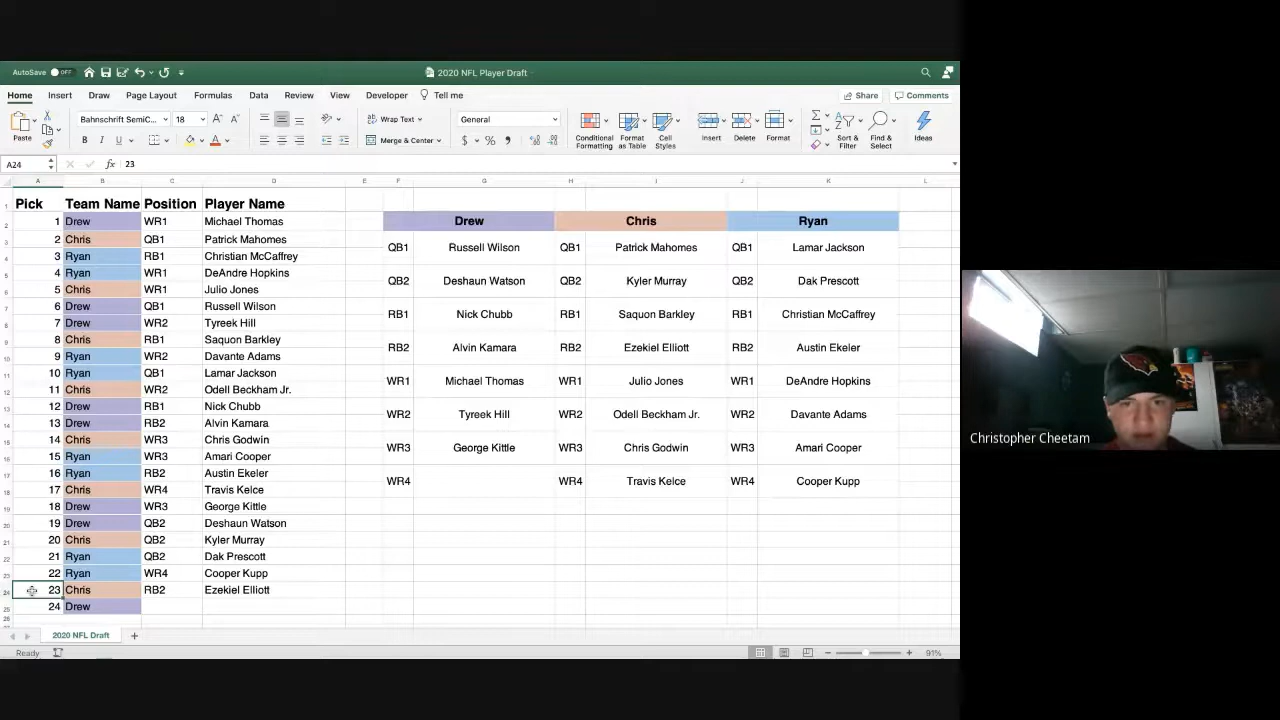 AutoSave OFF
2020 NFL Player Draft
Home Insert Draw Page Layout Formulas Data Review View Developer Tell me
Share Comments
Paste
Bahnschrift SemiC... 18
B I U
Wrap Text
Merge & Center
General
$ % 9
Conditional Formatting
Format as Table
Cell Styles
Insert
Delete
Format
Sort & Filter
Find & Select
Ideas
A24 fx 23
A B C D E F G H I J K L
Pick Team Name Position Player Name
1 Drew WR1 Michael Thomas
2 Chris QB1 Patrick Mahomes
3 Ryan RB1 Christian McCaffrey
4 Ryan WR1 DeAndre Hopkins
5 Chris WR1 Julio Jones
6 Drew QB1 Russell Wilson
7 Drew WR2 Tyreek Hill
8 Chris RB1 Saquon Barkley
9 Ryan WR2 Davante Adams
10 Ryan QB1 Lamar Jackson
11 Chris WR2 Odell Beckham Jr.
12 Drew RB1 Nick Chubb
13 Drew RB2 Alvin Kamara
14 Chris WR3 Chris Godwin
15 Ryan WR3 Amari Cooper
16 Ryan RB2 Austin Ekeler
17 Chris WR4 Travis Kelce
18 Drew WR3 George Kittle
19 Drew QB2 Deshaun Watson
20 Chris QB2 Kyler Murray
21 Ryan QB2 Dak Prescott
22 Ryan WR4 Cooper Kupp
23 Chris RB2 Ezekiel Elliott
24 Drew
Drew Chris Ryan
QB1 Russell Wilson QB1 Patrick Mahomes QB1 Lamar Jackson
QB2 Deshaun Watson QB2 Kyler Murray QB2 Dak Prescott
RB1 Nick Chubb RB1 Saquon Barkley RB1 Christian McCaffrey
RB2 Alvin Kamara RB2 Ezekiel Elliott RB2 Austin Ekeler
WR1 Michael Thomas WR1 Julio Jones WR1 DeAndre Hopkins
WR2 Tyreek Hill WR2 Odell Beckham Jr. WR2 Davante Adams
WR3 George Kittle WR3 Chris Godwin WR3 Amari Cooper
WR4 WR4 Travis Kelce WR4 Cooper Kupp
2020 NFL Draft +
Ready
91%
Christopher Cheetam